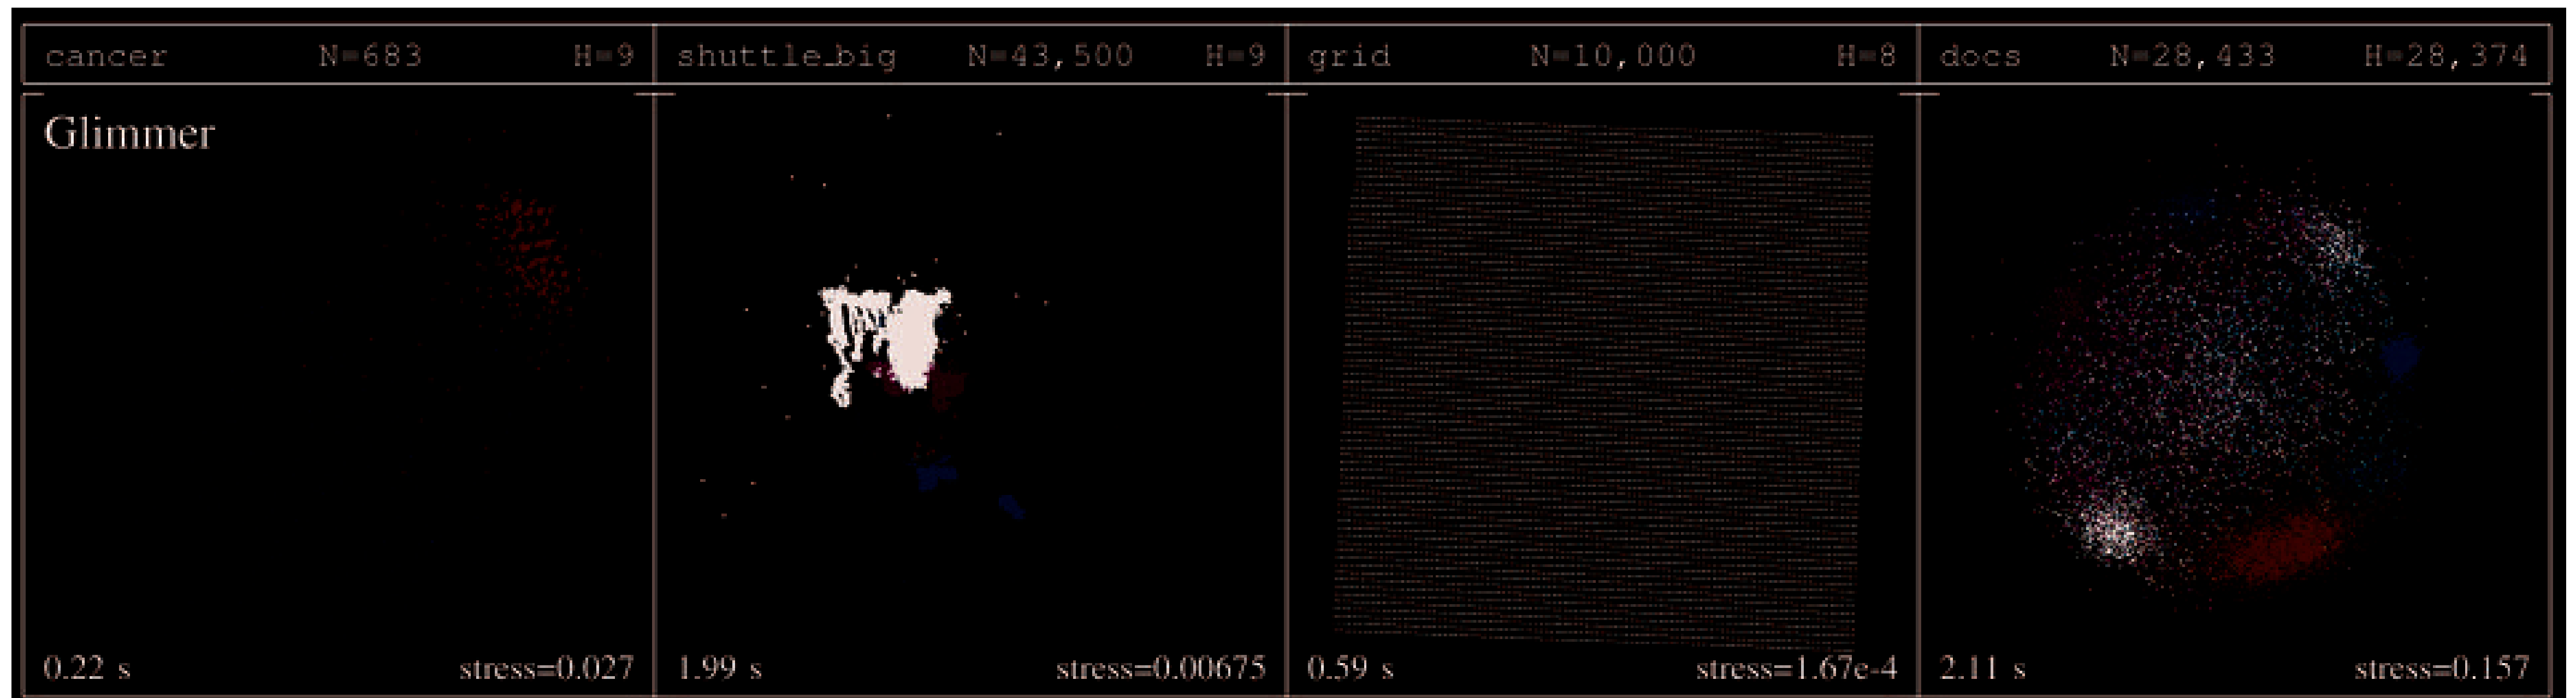 cancer N=683 H=9 shuttle_big N=43,500 H=9 grid N=10,000 H=8 docs N=28,433 H=28,374
Glimmer
0.22 s stress=0.027 1.99 s stress=0.00675 0.59 s stress=1.67e-4 2.11 s stress=0.157